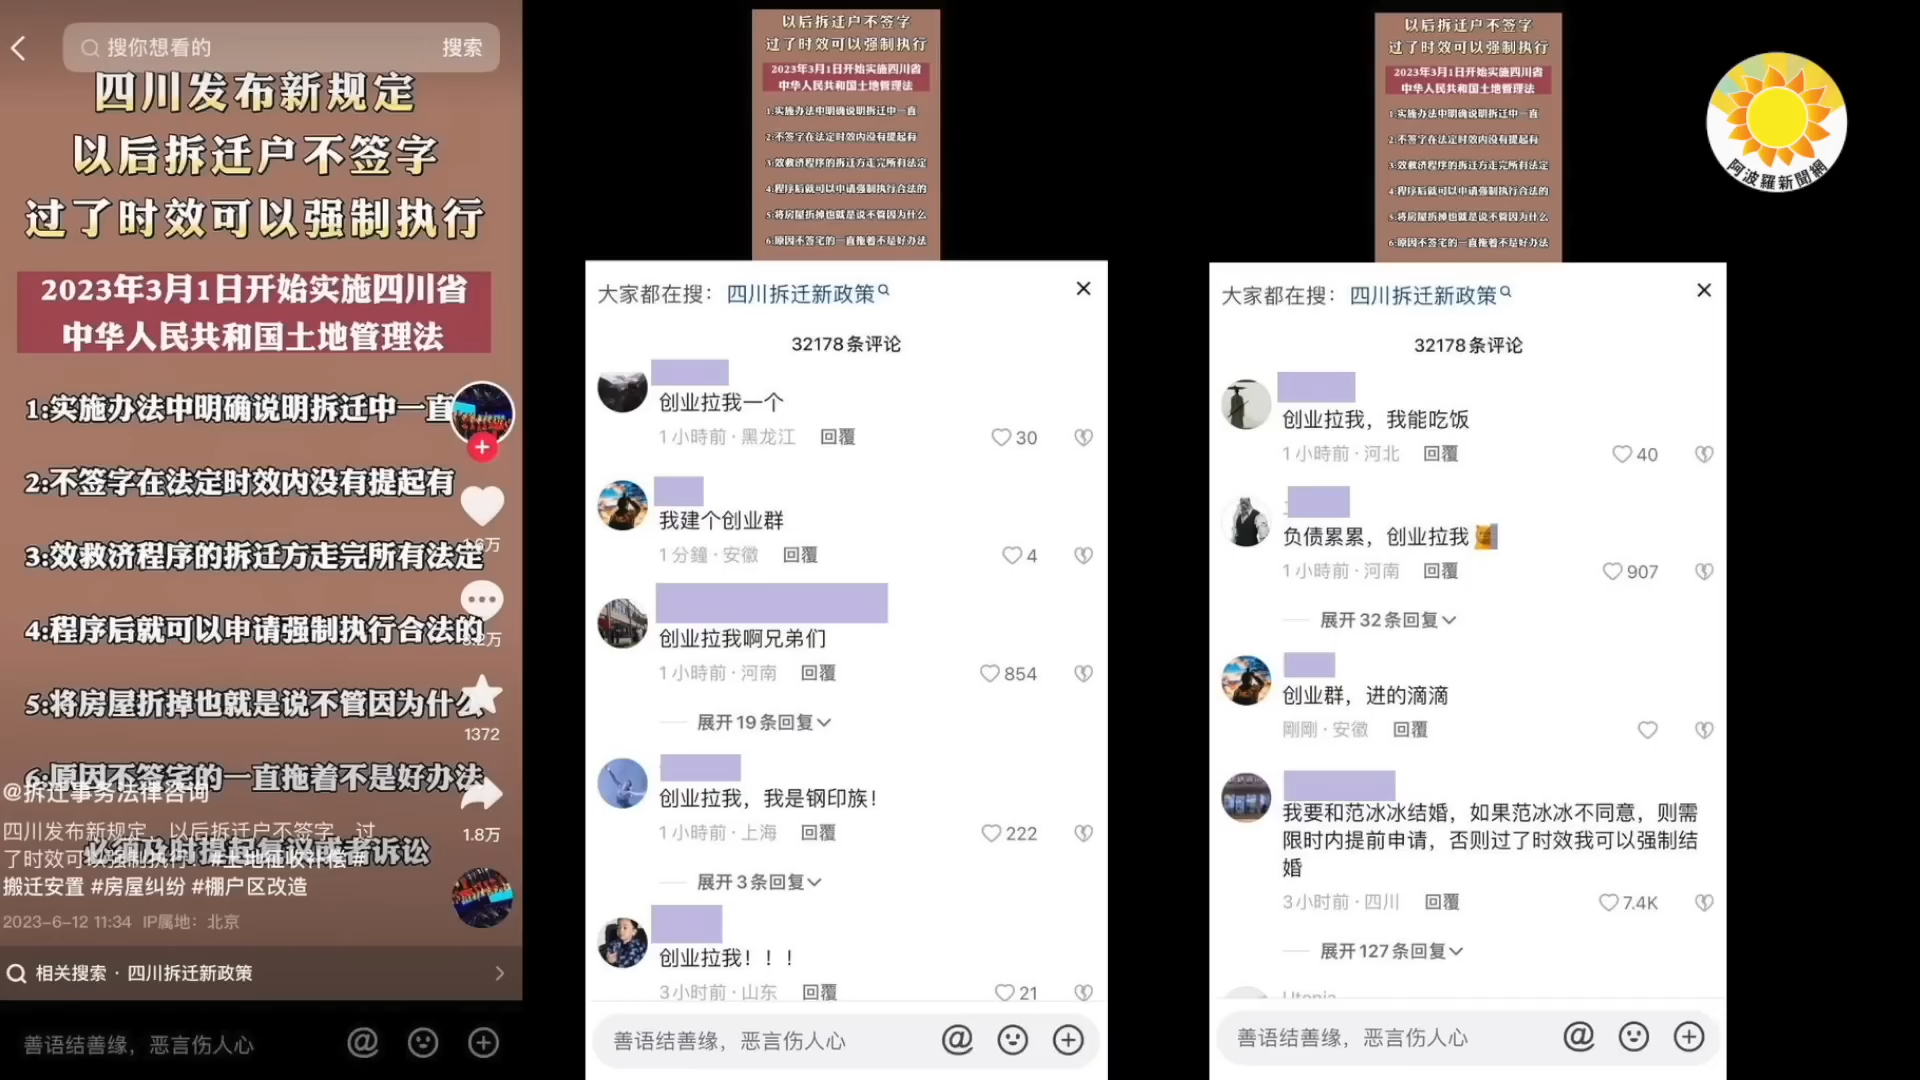 搜你想看的
搜索
四川发布新规定
以后拆迁户不签字
过了时效可以强制执行
2023年3月1日开始实施四川省
中华人民共和国土地管理法
1:实施办法中明确说明拆迁中一直
2:不签字在法定时效内没有提起有
3:效救济程序的拆迁方走完所有法定
4:程序后就可以申请强制执行合法的
5:将房屋折掉也就是说不管因为什么
6:原因不签字的一直拖着不是好办法
必须及时提起复议或者诉讼
1372
1.8万
@拆迁事务法律咨询
四川发布新规定，以后拆迁户不签字，过
了时效可以强制执行！#土地征收补偿 #
搬迁安置 #房屋纠纷 #棚户区改造
2023-6-12 11:34 IP属地：北京
相关搜索 · 四川拆迁新政策
善语结善缘，恶言伤人心
以后拆迁户不签字
过了时效可以强制执行
2023年3月1日开始实施四川省
中华人民共和国土地管理法
1:实施办法中明确说明拆迁中一直
2:不签字在法定时效内没有提起有
3:效救济程序的拆迁方走完所有法定
4:程序后就可以申请强制执行合法的
5:将房屋折掉也就是说不管因为什么
6:原因不签字的一直拖着不是好办法
大家都在搜：四川拆迁新政策
32178条评论
创业拉我一个
1小時前 · 黑龙江 回覆
30
我建个创业群
1分鐘 · 安徽 回覆
4
创业拉我啊兄弟们
1小時前 · 河南 回覆
854
展开19条回复
创业拉我，我是钢印族！
1小時前 · 上海 回覆
222
展开3条回复
创业拉我！！！
3小时前 · 山东 回覆
21
善语结善缘，恶言伤人心
以后拆迁户不签字
过了时效可以强制执行
2023年3月1日开始实施四川省
中华人民共和国土地管理法
1:实施办法中明确说明拆迁中一直
2:不签字在法定时效内没有提起有
3:效救济程序的拆迁方走完所有法定
4:程序后就可以申请强制执行合法的
5:将房屋折掉也就是说不管因为什么
6:原因不签字的一直拖着不是好办法
大家都在搜：四川拆迁新政策
32178条评论
创业拉我，我能吃饭
1小時前 · 河北 回覆
40
负债累累，创业拉我
1小時前 · 河南 回覆
907
展开32条回复
创业群，进的滴滴
剛剛 · 安徽 回覆
我要和范冰冰结婚，如果范冰冰不同意，则需
限时内提前申请，否则过了时效我可以强制结
婚
3小时前 · 四川 回覆
7.4K
展开127条回复
善语结善缘，恶言伤人心
阿波羅新聞網